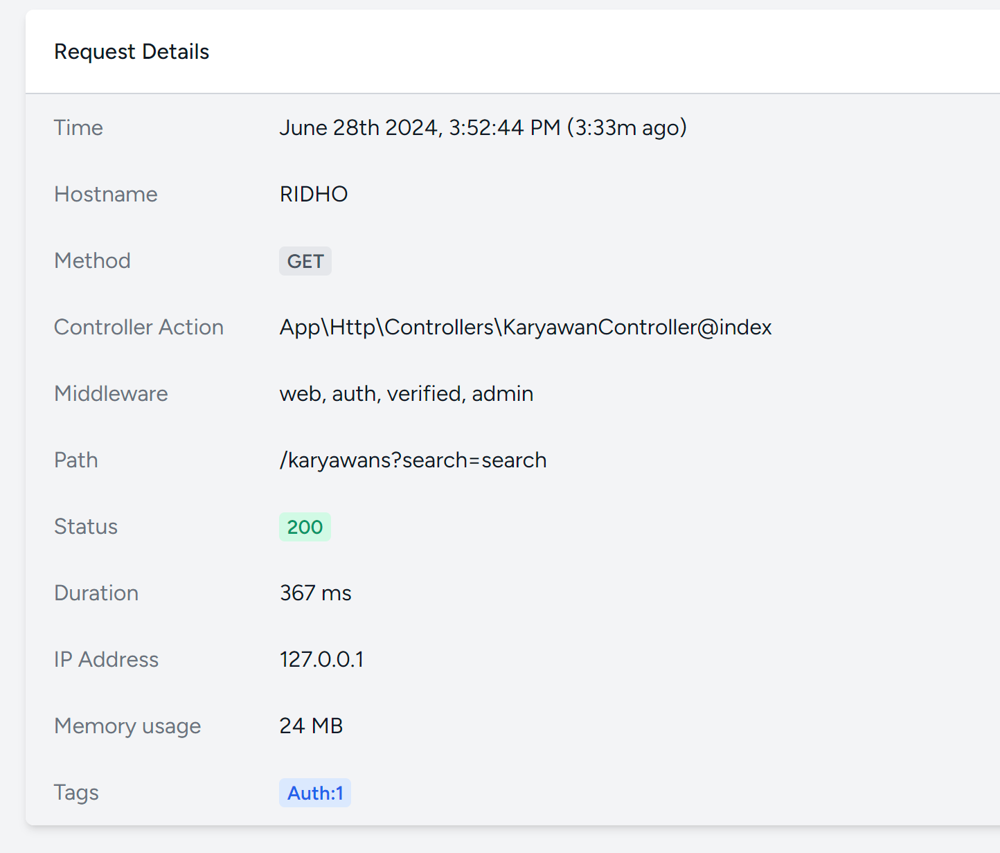 Request Details
Time June 28th 2024, 3:52:44 PM (3:33m ago)
Hostname RIDHO
Method GET
Controller Action App\Http\Controllers\KaryawanController@index
Middleware web, auth, verified, admin
Path /karyawans?search=search
Status 200
Duration 367 ms
IP Address 127.0.0.1
Memory usage 24 MB
Tags Auth:1